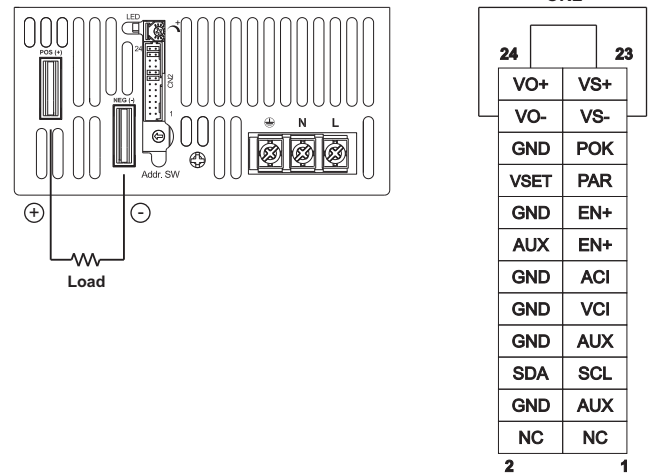 LED
+
POS (+)
24
CN2
NEG (-)
1
N L
Addr. SW
+ -
Load
24 23
VO+ VS+
VO- VS-
GND POK
VSET PAR
GND EN+
AUX EN+
GND ACI
GND VCI
GND AUX
SDA SCL
GND AUX
NC NC
2 1